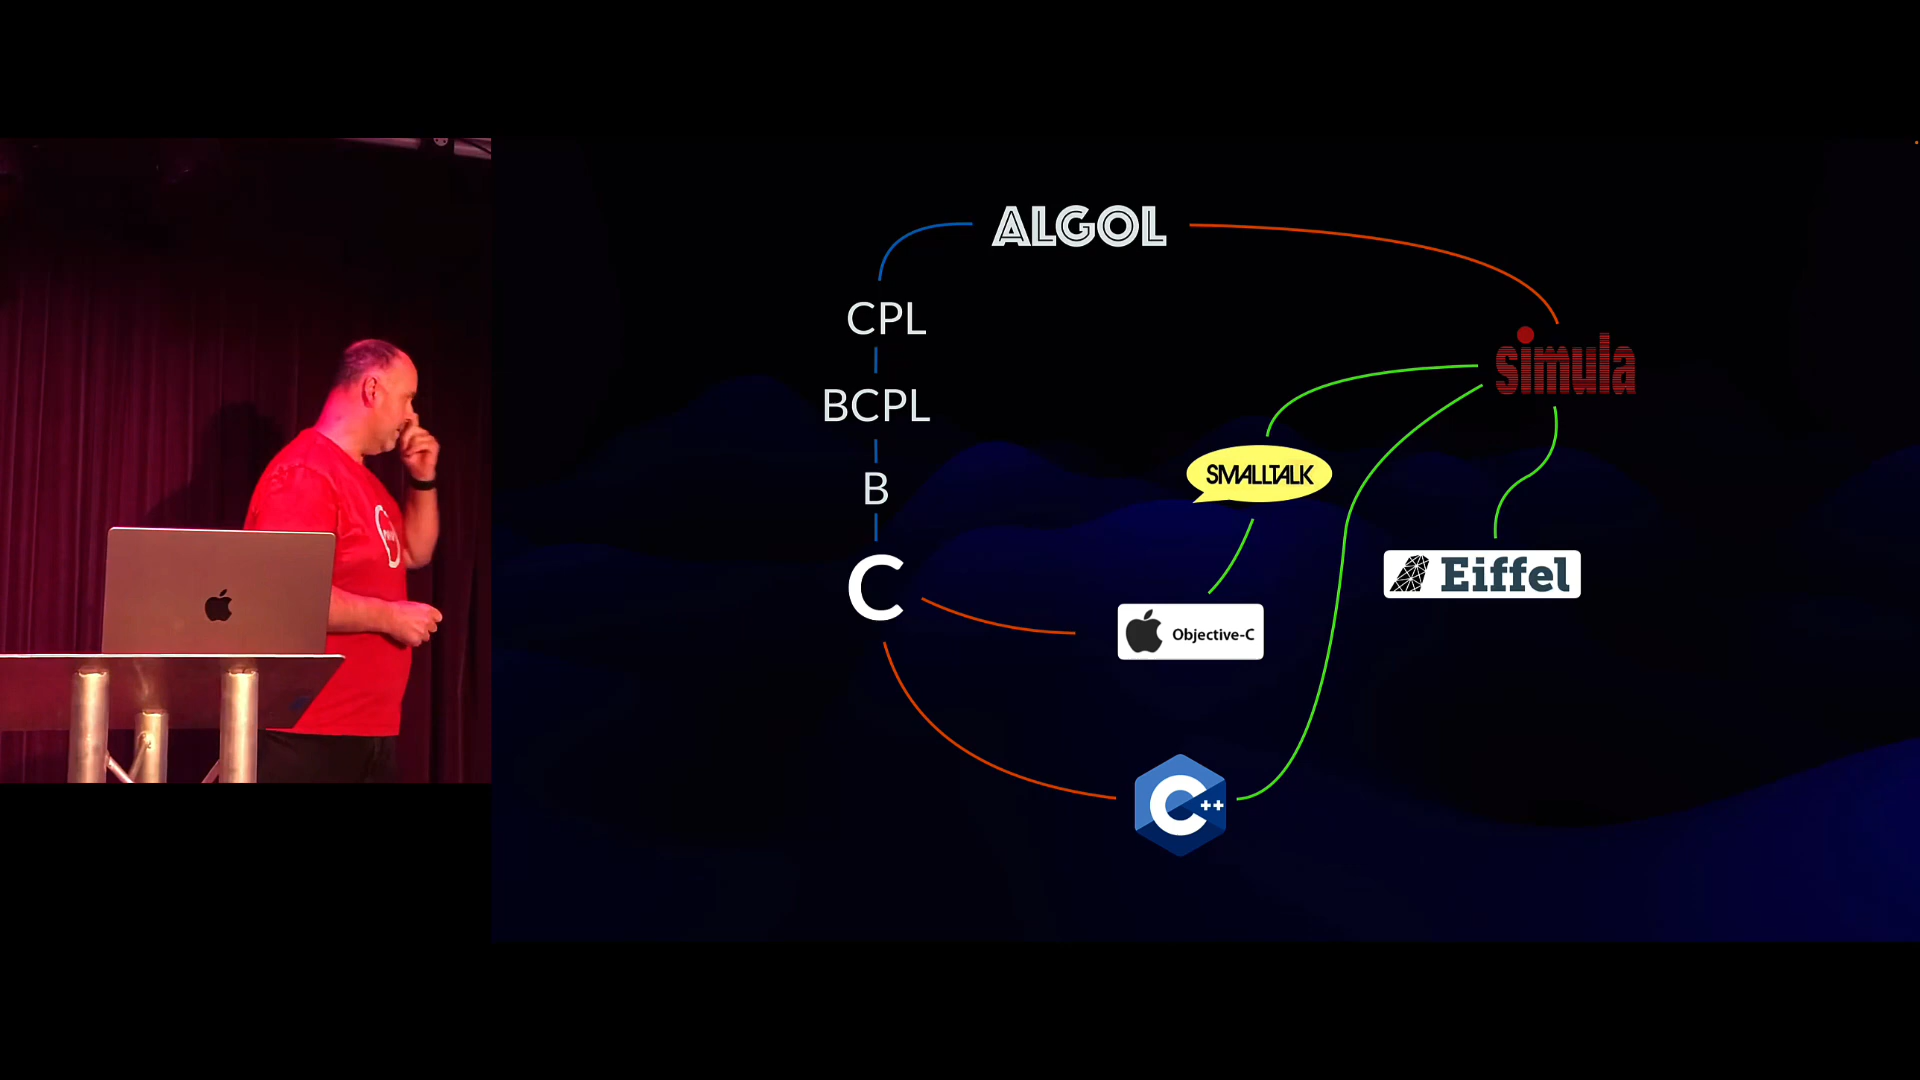 ALGOL
CPL
simula
BCPL
SMALLTALK
B
Eiffel
C
Objective-C
C++